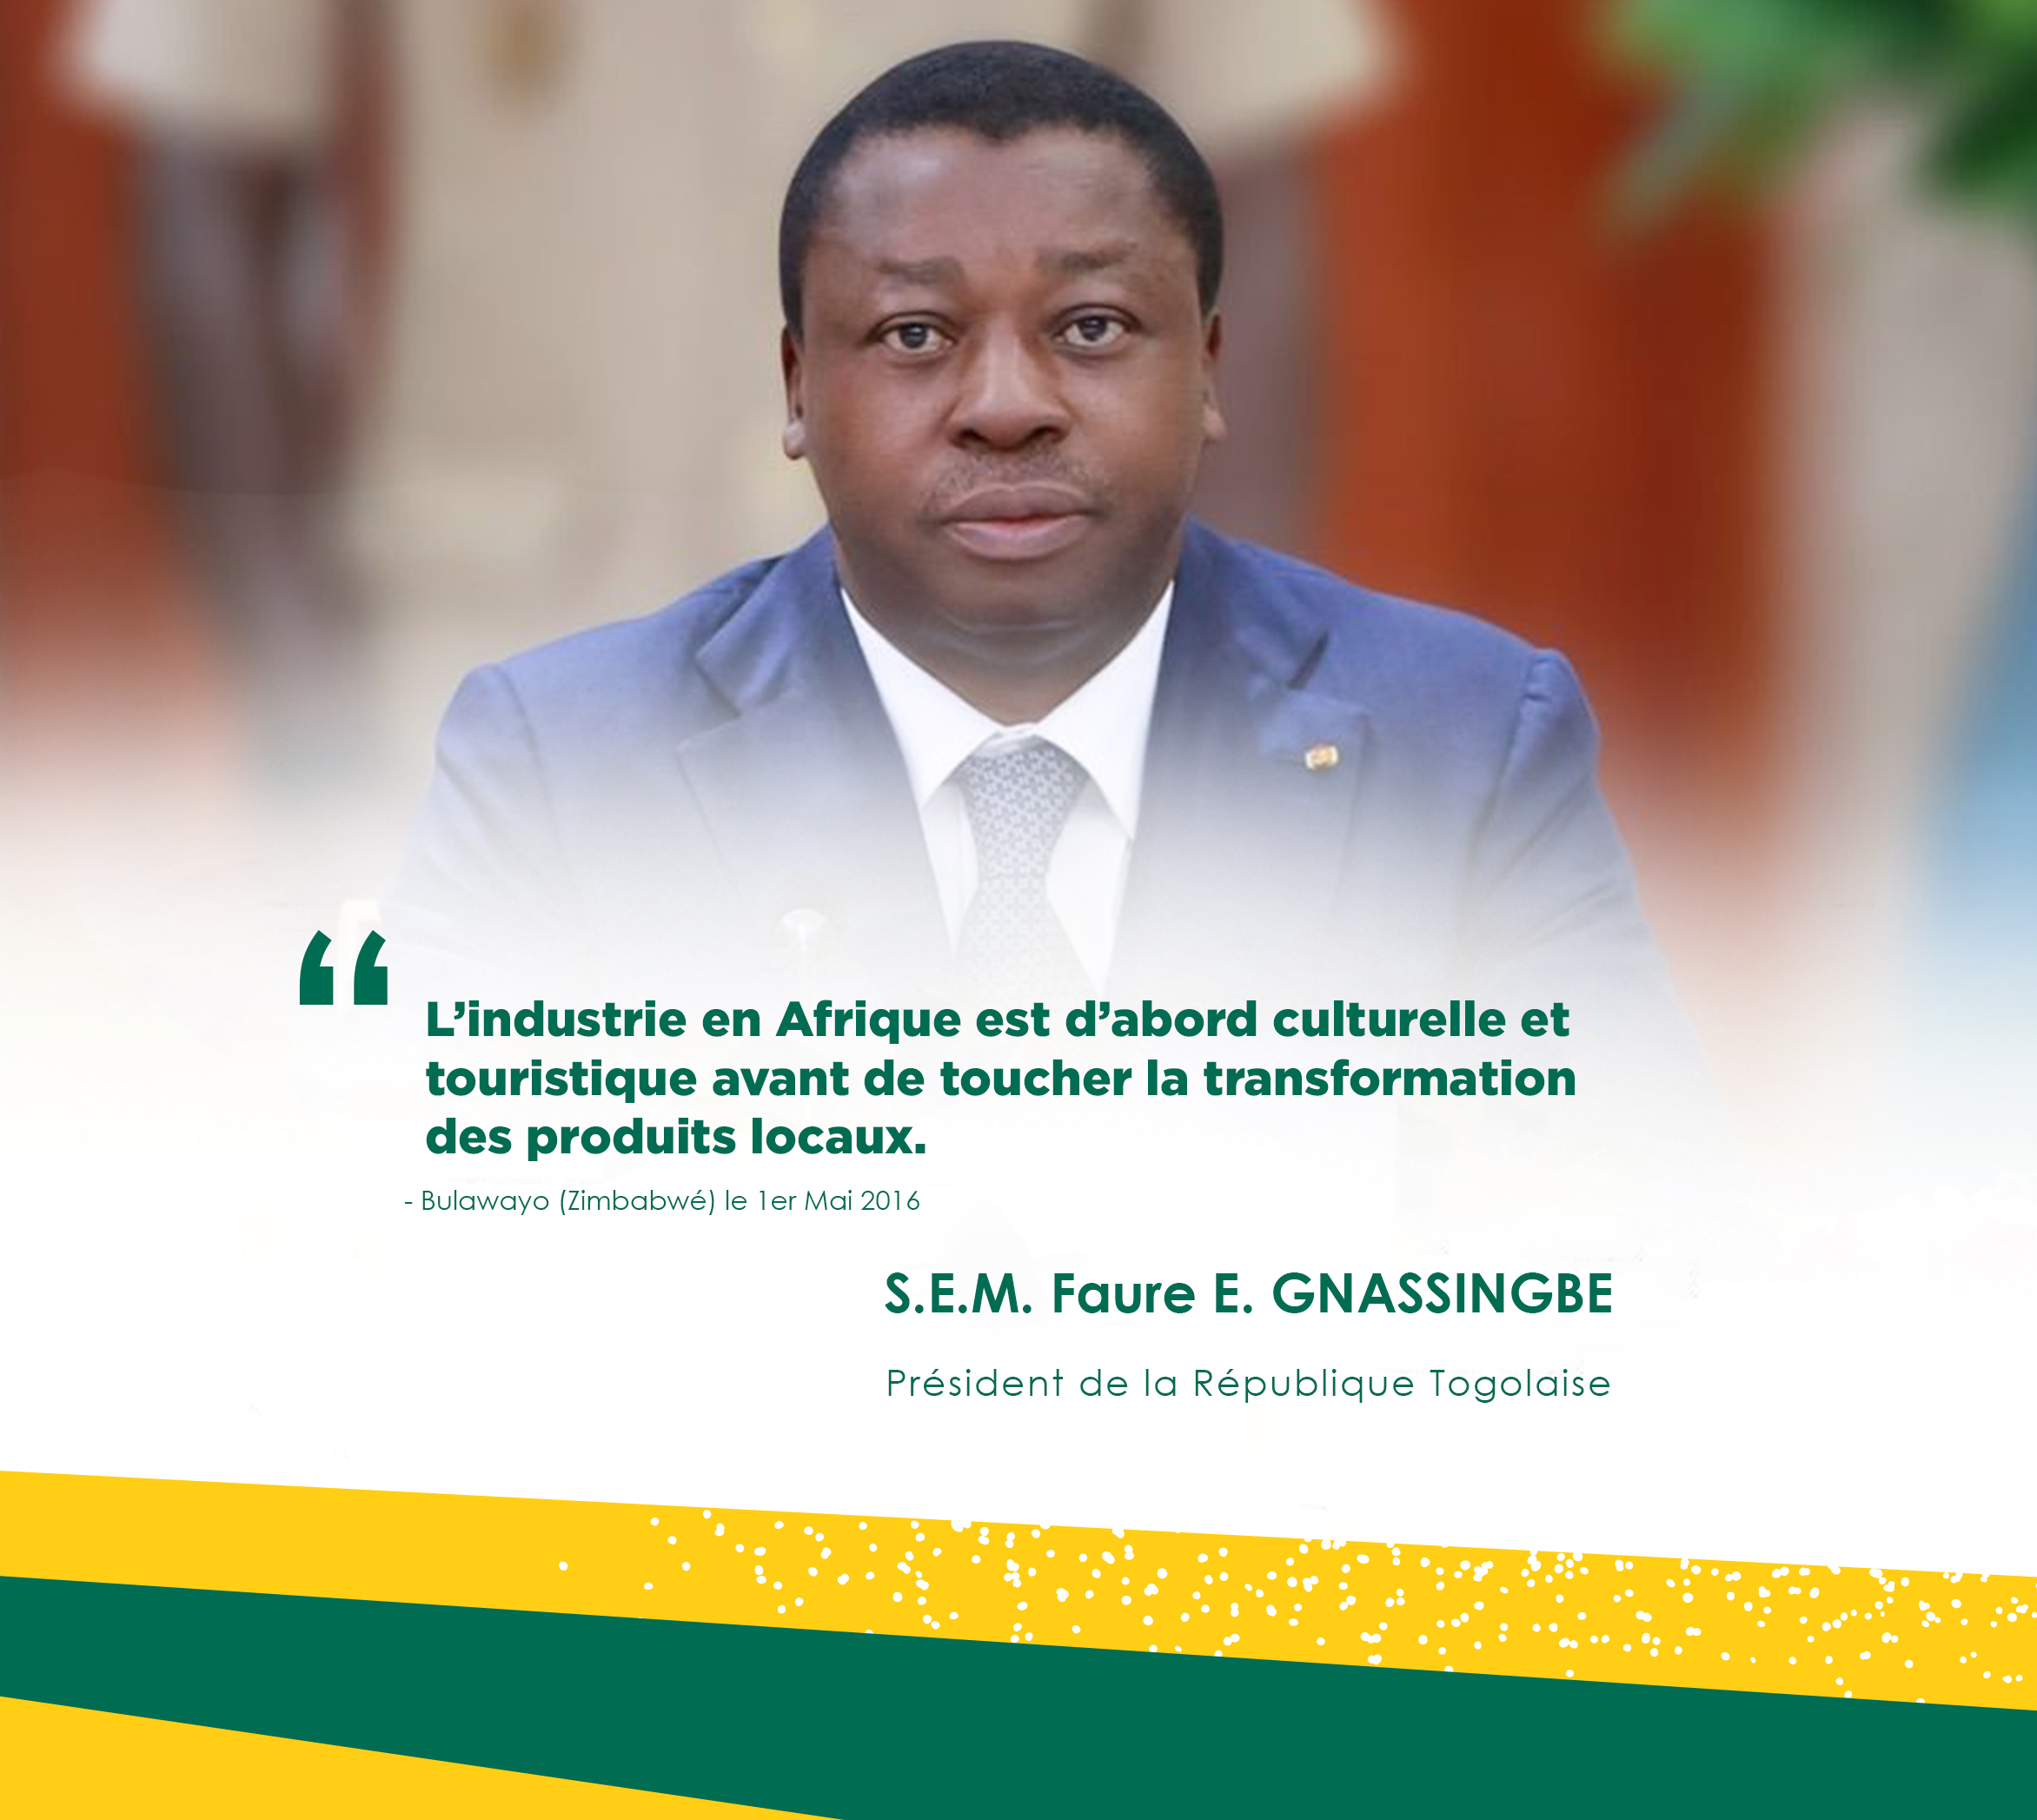 “
L’industrie en Afrique est d’abord culturelle et
touristique avant de toucher la transformation
des produits locaux.
- Bulawayo (Zimbabwé) le 1er Mai 2016
S.E.M. Faure E. GNASSINGBE
Président de la République Togolaise